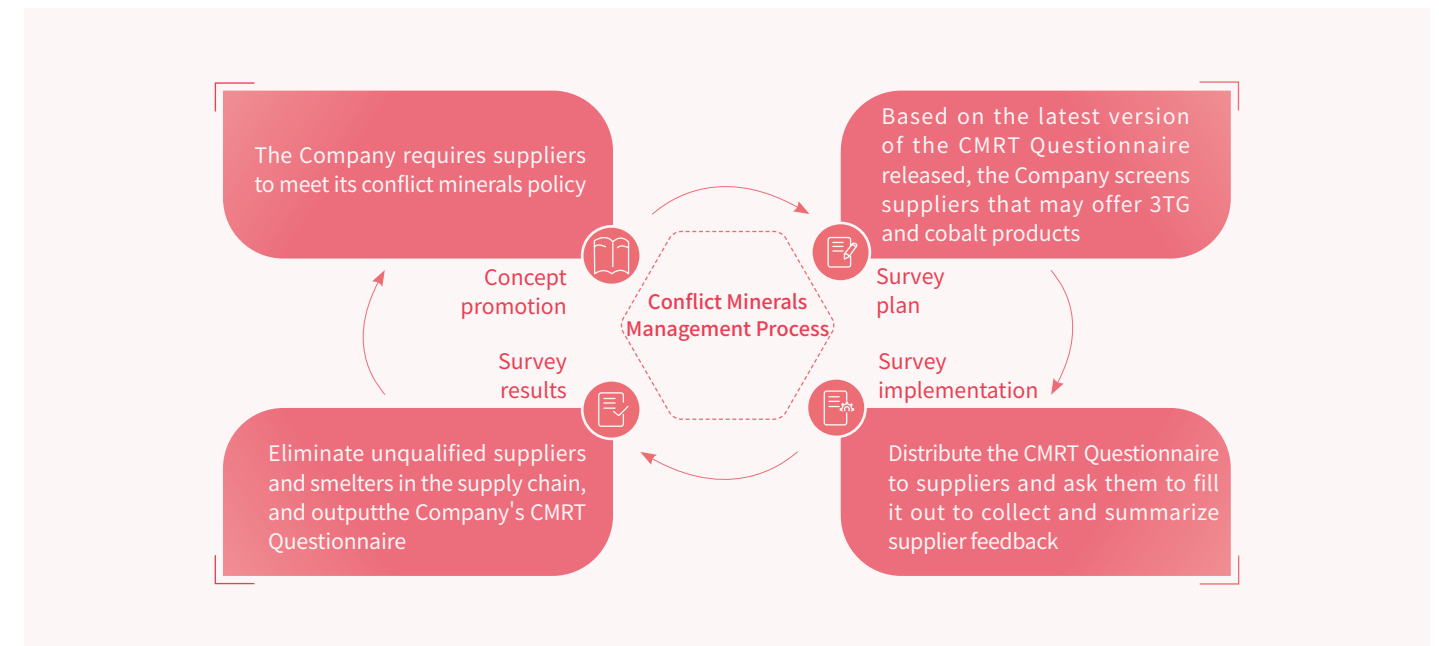 The Company requires suppliers
to meet its conflict minerals policy
Concept
promotion
Based on the latest version
of the CMRT Questionnaire
released, the Company screens
suppliers that may offer 3TG
and cobalt products
Survey
plan
Conflict Minerals
Management Process
Survey
implementation
Distribute the CMRT Questionnaire
to suppliers and ask them to fill
it out to collect and summarize
supplier feedback
Survey
results
Eliminate unqualified suppliers
and smelters in the supply chain,
and outputthe Company's CMRT
Questionnaire